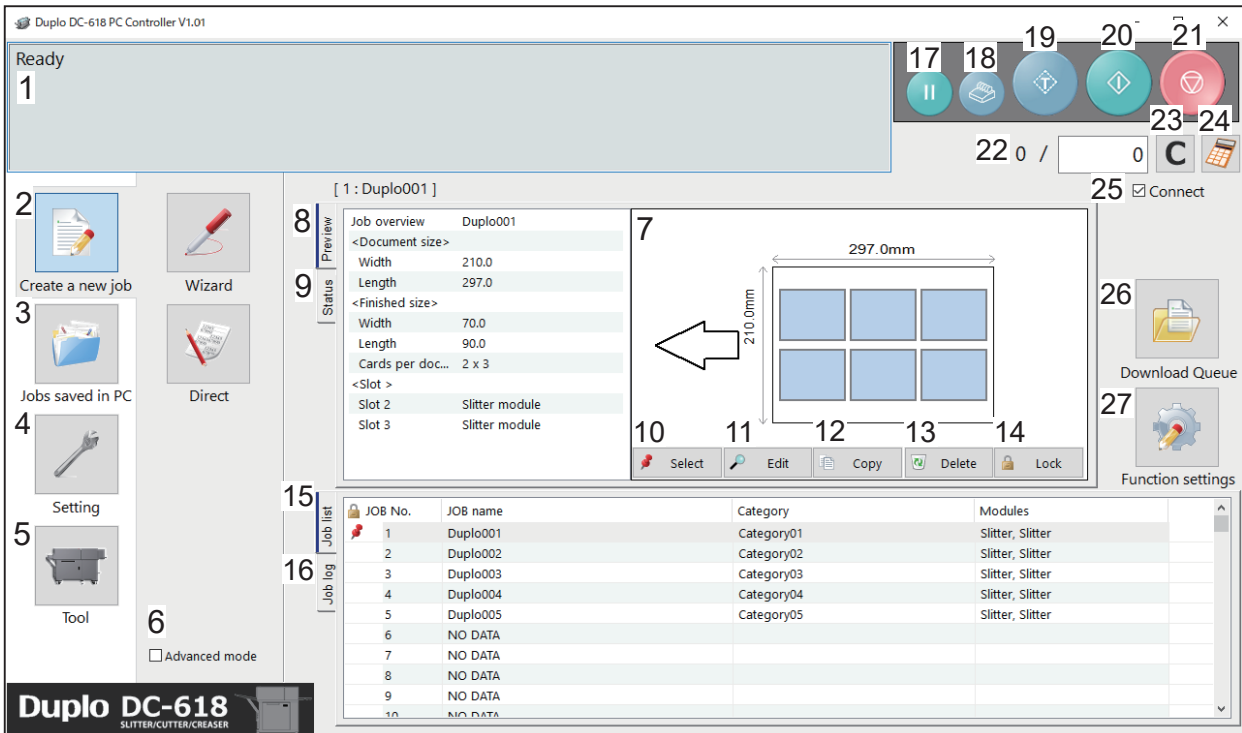 Duplo DC-618 PC Controller V1.01
Ready
1
17
18
19
20
21
T
22 0 / 0
23
C
24
25 Connect
2
Create a new job
Wizard
3
Jobs saved in PC
Direct
4
Setting
5
Tool
6
Advanced mode
Duplo DC-618
SLITTER/CUTTER/CREASER
[ 1 : Duplo001 ]
8
Preview
9
Status
Job overview Duplo001
<Document size>
Width 210.0
Length 297.0
<Finished size>
Width 70.0
Length 90.0
Cards per doc... 2 x 3
<Slot >
Slot 2 Slitter module
Slot 3 Slitter module
7
297.0mm
210.0mm
10
Select
11
Edit
12
Copy
13
Delete
14
Lock
26
Download Queue
27
Function settings
15
Job list
16
Job log
JOB No. JOB name Category Modules
1 Duplo001 Category01 Slitter, Slitter
2 Duplo002 Category02 Slitter, Slitter
3 Duplo003 Category03 Slitter, Slitter
4 Duplo004 Category04 Slitter, Slitter
5 Duplo005 Category05 Slitter, Slitter
6 NO DATA
7 NO DATA
8 NO DATA
9 NO DATA
10 NO DATA